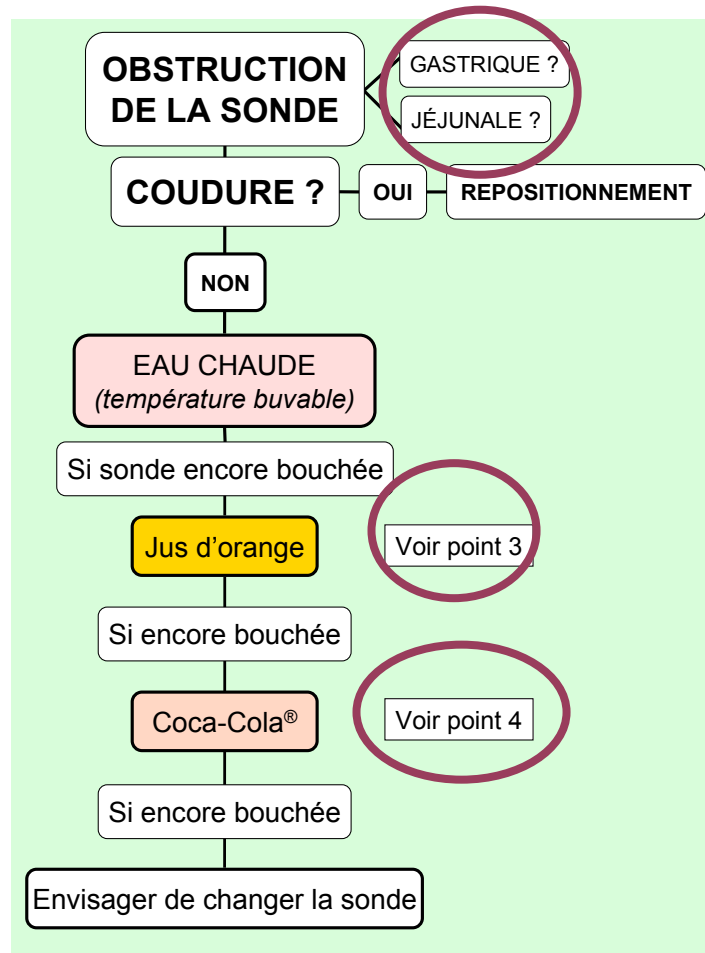 OBSTRUCTION
DE LA SONDE
GASTRIQUE ?
JÉJUNALE ?
COUDURE ?
OUI
REPOSITIONNEMENT
NON
EAU CHAUDE
(température buvable)
Si sonde encore bouchée
Jus d’orange
Voir point 3
Si encore bouchée
Coca-Cola®
Voir point 4
Si encore bouchée
Envisager de changer la sonde